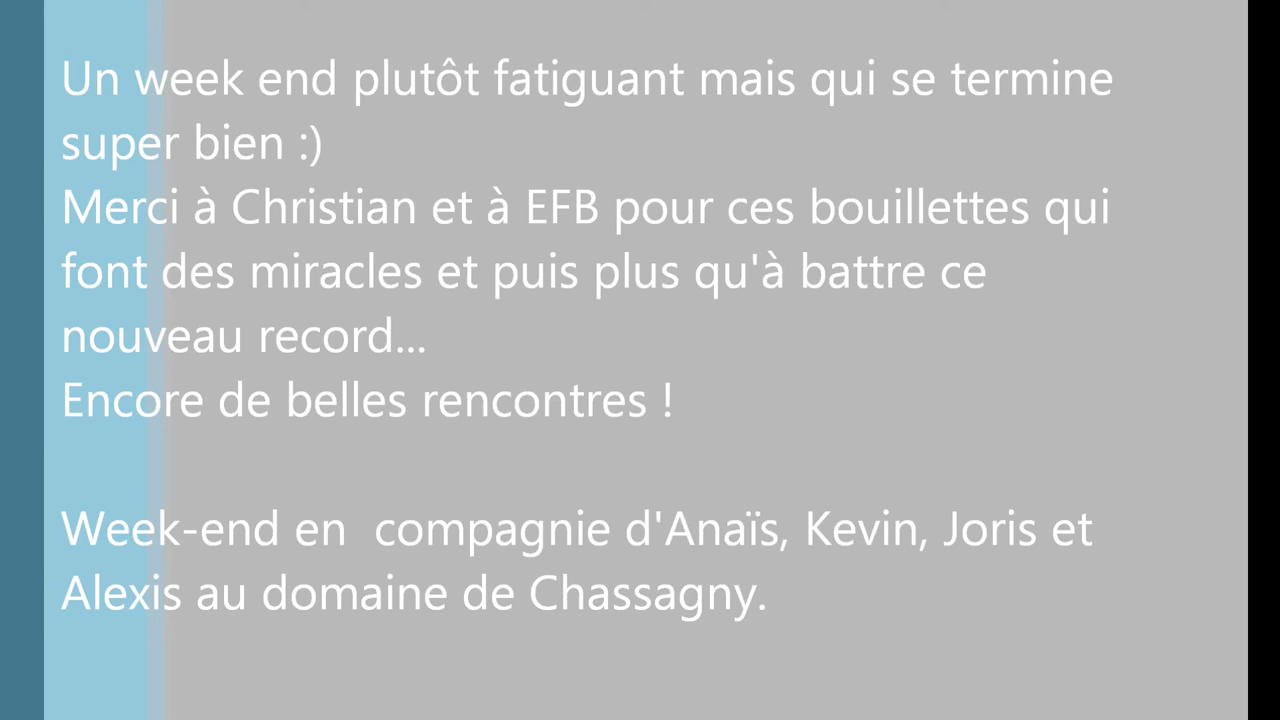 Un week end plutôt fatiguant mais qui se termine
super bien :)
Merci à Christian et à EFB pour ces bouillettes qui
font des miracles et puis plus qu'à battre ce
nouveau record...
Encore de belles rencontres !
Week-end en  compagnie d'Anaïs, Kevin, Joris et
Alexis au domaine de Chassagny.